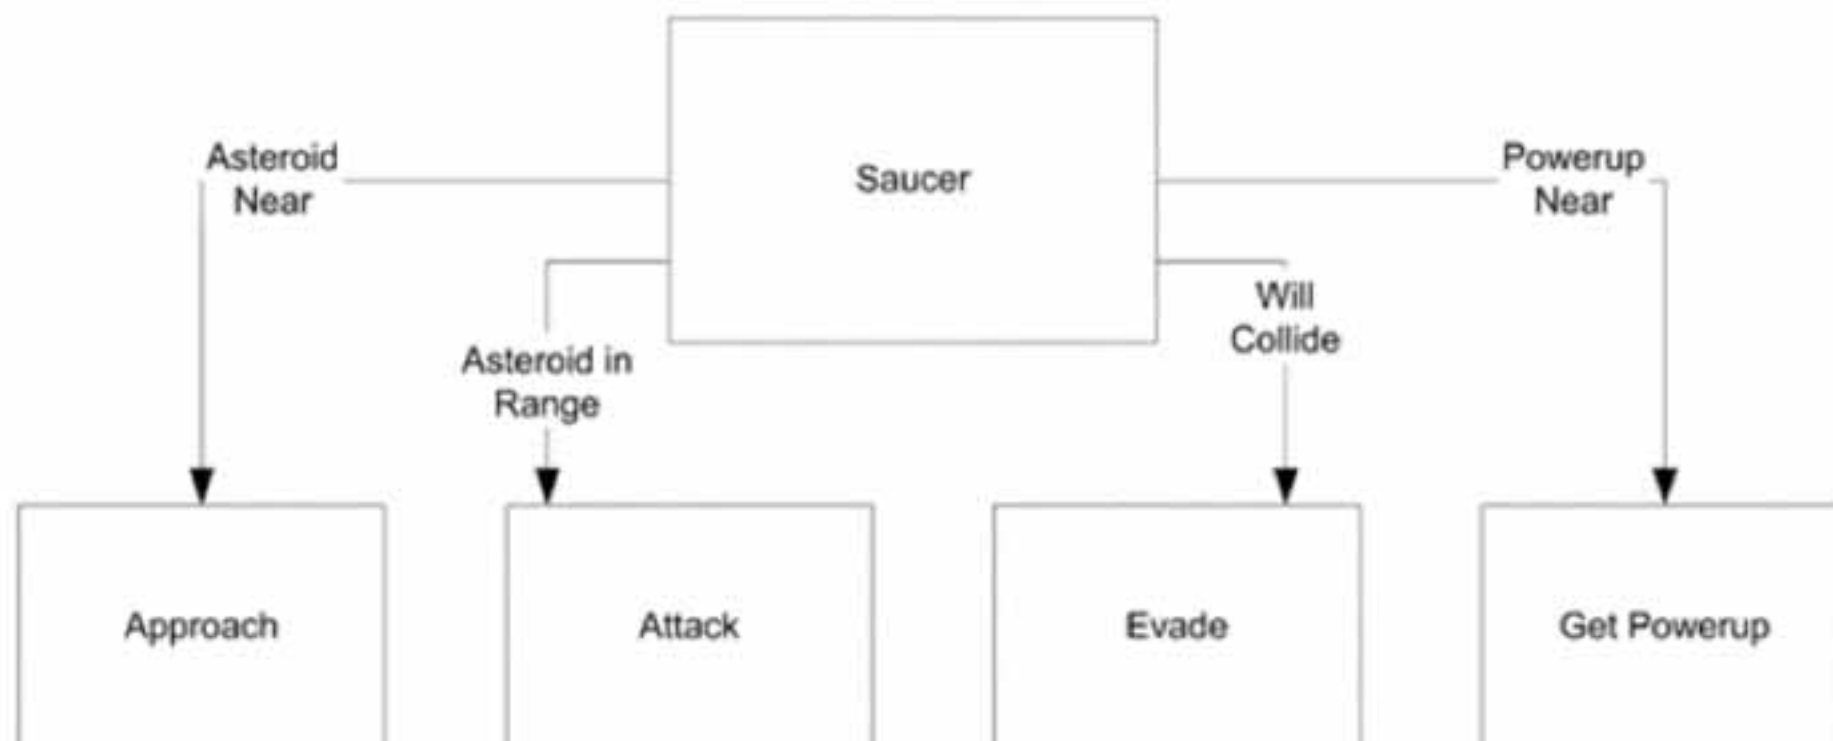 Asteroid
Near
Saucer
Powerup
Near
Asteroid in
Range
Will
Collide
Approach
Attack
Evade
Get Powerup